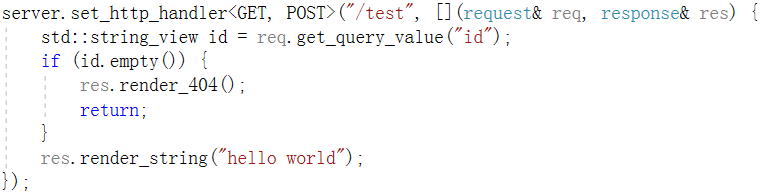 server.set_http_handler<GET, POST>("/test", [](request& req, response& res) {
    std::string_view id = req.get_query_value("id");
    if (id.empty()) {
        res.render_404();
        return;
    }
    res.render_string("hello world");
});